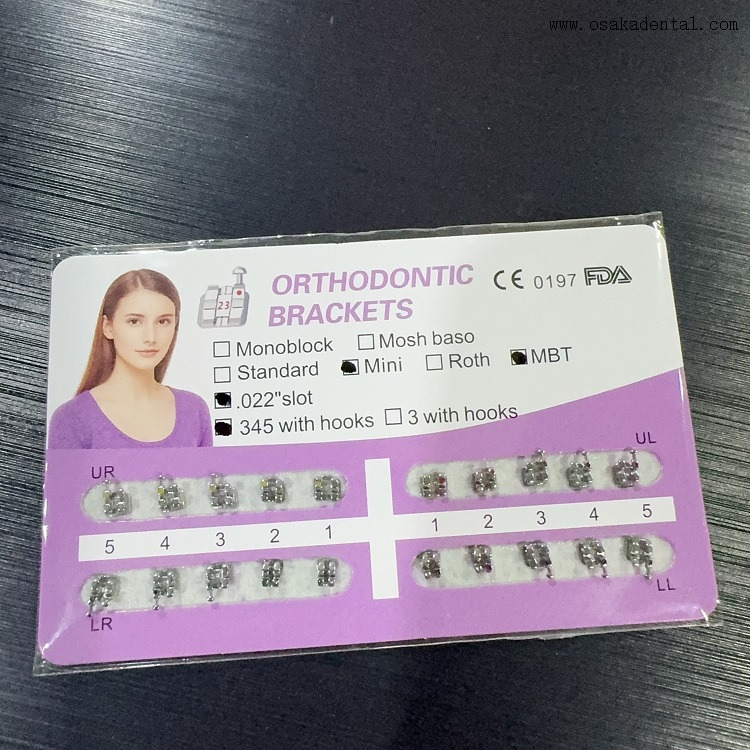 www.osakadental.com
ORTHODONTIC
BRACKETS
CE 0197 FDA
23
Monoblock Mosh baso
Standard Mini Roth MBT
.022"slot
345 with hooks 3 with hooks
UR UL
5 4 3 2 1 1 2 3 4 5
LR LL